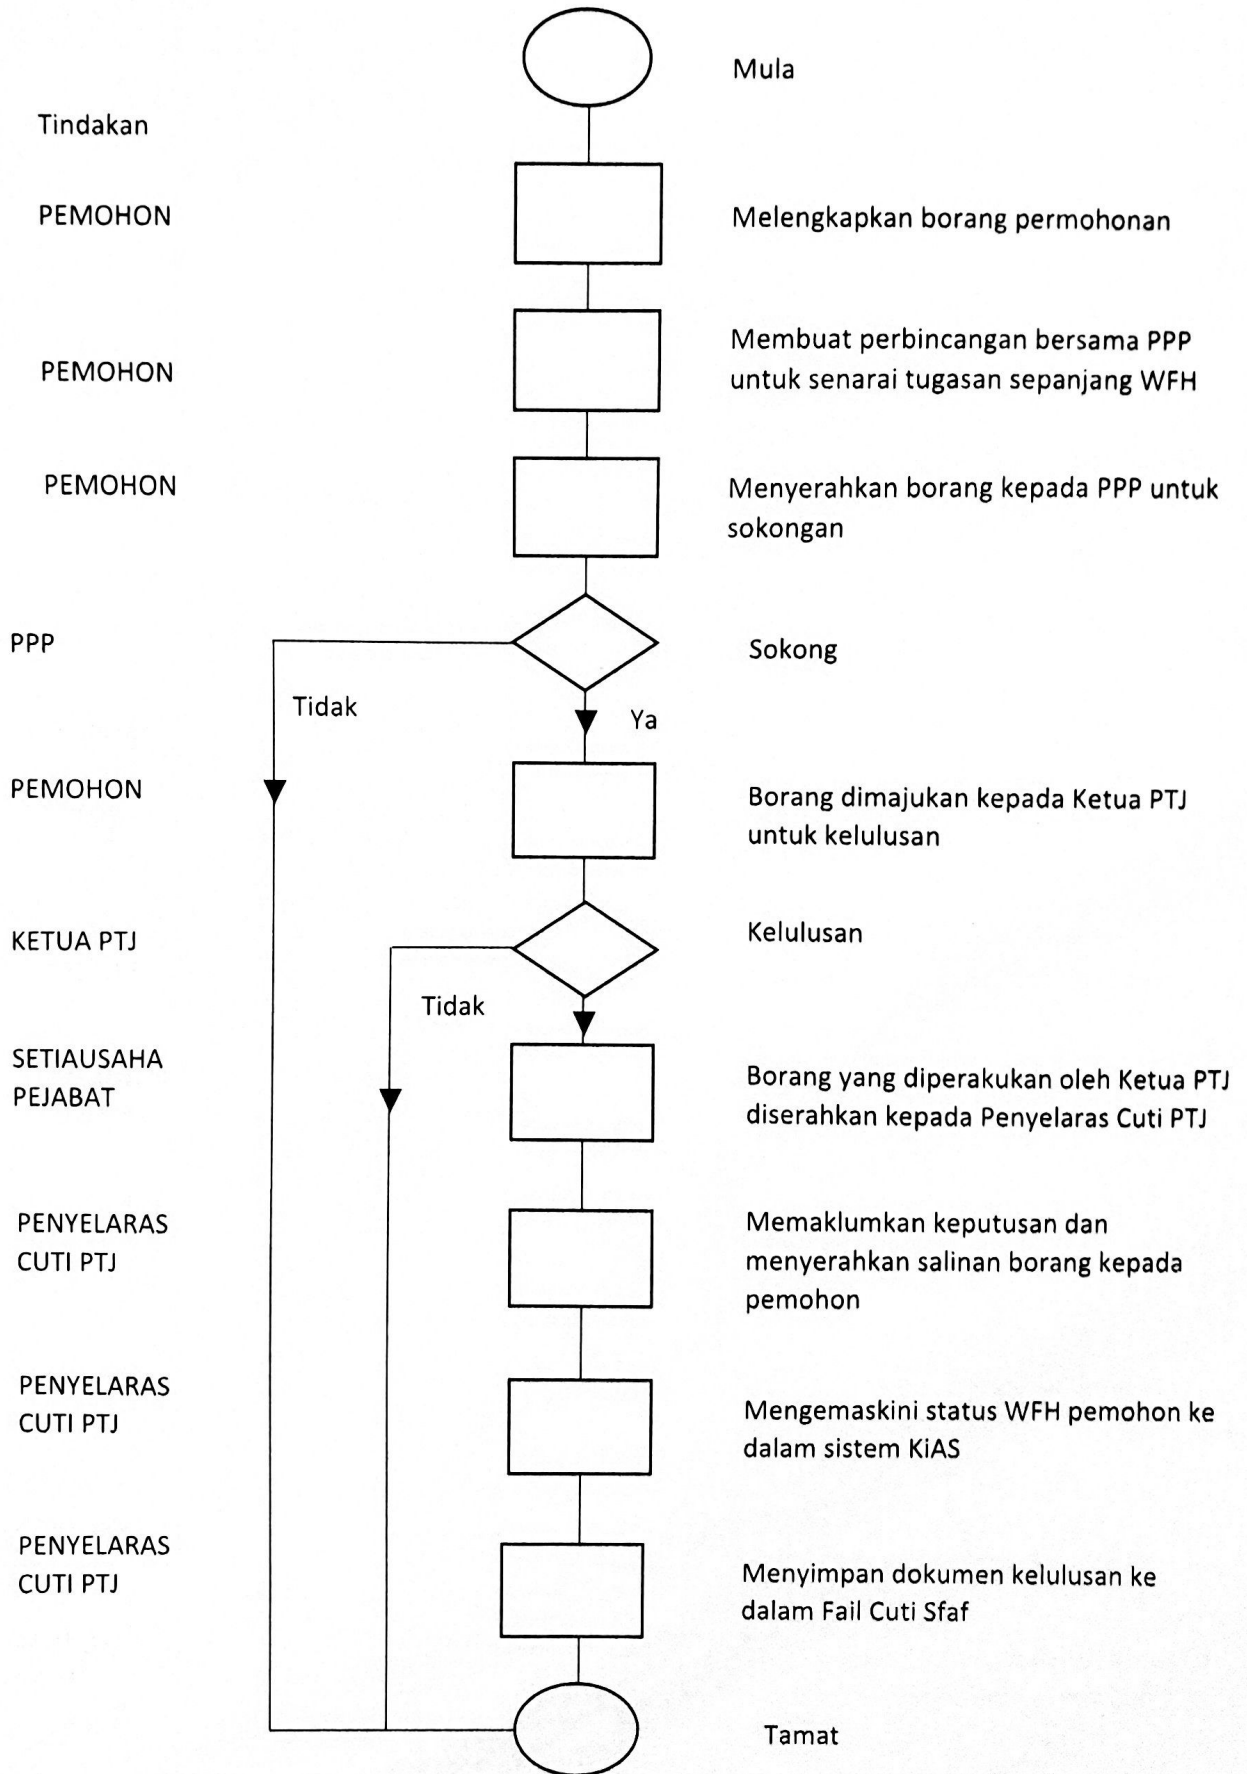 Mula
Tindakan
PEMOHON
Melengkapkan borang permohonan
PEMOHON
Membuat perbincangan bersama PPP
untuk senarai tugasan sepanjang WFH
PEMOHON
Menyerahkan borang kepada PPP untuk
sokongan
PPP
Sokong
Tidak
Ya
PEMOHON
Borang dimajukan kepada Ketua PTJ
untuk kelulusan
KETUA PTJ
Kelulusan
Tidak
SETIAUSAHA
PEJABAT
Borang yang diperakukan oleh Ketua PTJ
diserahkan kepada Penyelaras Cuti PTJ
PENYELARAS
CUTI PTJ
Memaklumkan keputusan dan
menyerahkan salinan borang kepada
pemohon
PENYELARAS
CUTI PTJ
Mengemaskini status WFH pemohon ke
dalam sistem KiAS
PENYELARAS
CUTI PTJ
Menyimpan dokumen kelulusan ke
dalam Fail Cuti Sfaf
Tamat